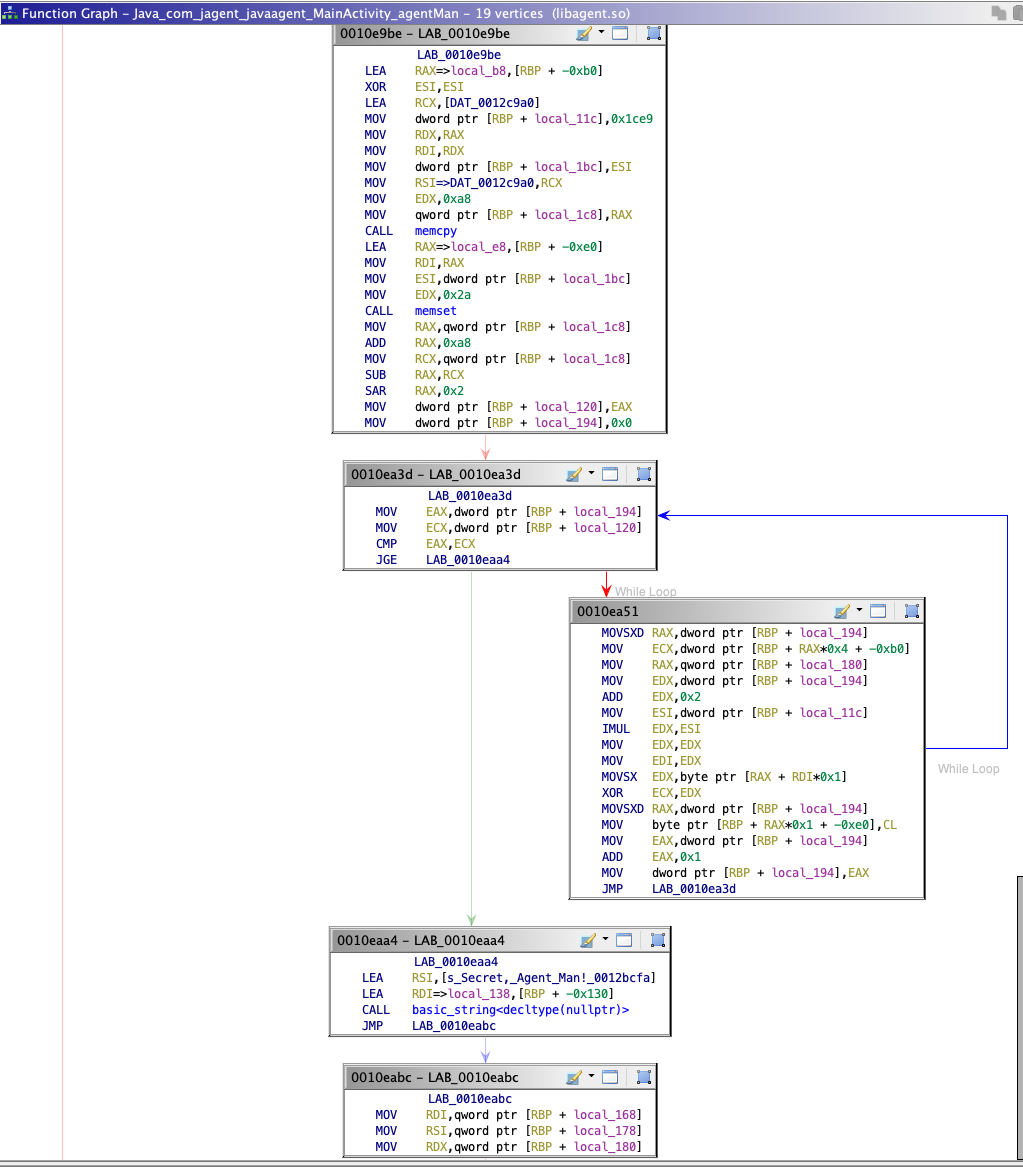 Function Graph – Java_com_jagent_javaagent_MainActivity_agentMan – 19 vertices (libagent.so)
0010e9be – LAB_0010e9be
LAB_0010e9be
LEA RAX=>local_b8,[RBP + -0xb0]
XOR ESI,ESI
LEA RCX,[DAT_0012c9a0]
MOV dword ptr [RBP + local_11c],0x1ce9
MOV RDX,RAX
MOV RDI,RDX
MOV dword ptr [RBP + local_1bc],ESI
MOV RSI=>DAT_0012c9a0,RCX
MOV EDX,0xa8
MOV qword ptr [RBP + local_1c8],RAX
CALL memcpy
LEA RAX=>local_e8,[RBP + -0xe0]
MOV RDI,RAX
MOV ESI,dword ptr [RBP + local_1bc]
MOV EDX,0x2a
CALL memset
MOV RAX,qword ptr [RBP + local_1c8]
ADD RAX,0xa8
MOV RCX,qword ptr [RBP + local_1c8]
SUB RAX,RCX
SAR RAX,0x2
MOV dword ptr [RBP + local_120],EAX
MOV dword ptr [RBP + local_194],0x0
0010ea3d – LAB_0010ea3d
LAB_0010ea3d
MOV EAX,dword ptr [RBP + local_194]
MOV ECX,dword ptr [RBP + local_120]
CMP EAX,ECX
JGE LAB_0010eaa4
While Loop
0010ea51
MOVSXD RAX,dword ptr [RBP + local_194]
MOV ECX,dword ptr [RBP + RAX*0x4 + -0xb0]
MOV RAX,qword ptr [RBP + local_180]
MOV EDX,dword ptr [RBP + local_194]
ADD EDX,0x2
MOV ESI,dword ptr [RBP + local_11c]
IMUL EDX,ESI
MOV EDX,EDX
MOV EDI,EDX
MOVSX EDX,byte ptr [RAX + RDI*0x1]
XOR ECX,EDX
MOVSXD RAX,dword ptr [RBP + local_194]
MOV byte ptr [RBP + RAX*0x1 + -0xe0],CL
MOV EAX,dword ptr [RBP + local_194]
ADD EAX,0x1
MOV dword ptr [RBP + local_194],EAX
JMP LAB_0010ea3d
While Loop
0010eaa4 – LAB_0010eaa4
LAB_0010eaa4
LEA RSI,[s_Secret,_Agent_Man!_0012bcfa]
LEA RDI=>local_138,[RBP + -0x130]
CALL basic_string<decltype(nullptr)>
JMP LAB_0010eabc
0010eabc – LAB_0010eabc
LAB_0010eabc
MOV RDI,qword ptr [RBP + local_168]
MOV RSI,qword ptr [RBP + local_178]
MOV RDX,qword ptr [RBP + local_180]